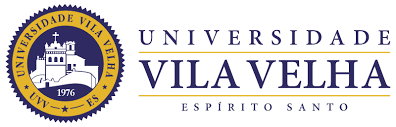 UNIVERSIDADE VILA VELHA
1976
UVV ES
UNIVERSIDADE
VILA VELHA
ESPÍRITO SANTO